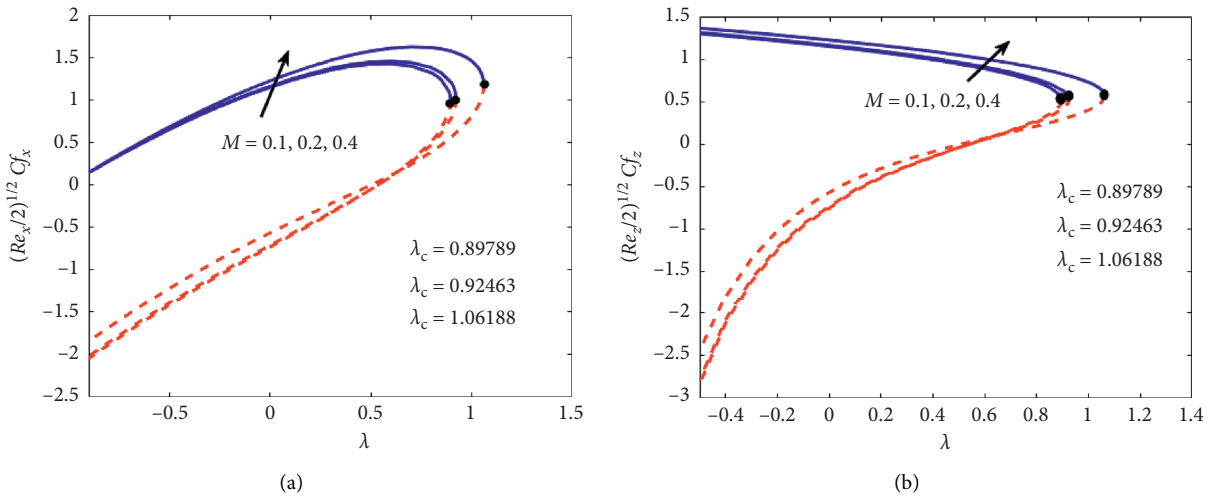 2
1.5
1
0.5
0
−0.5
−1
−1.5
−2
−2.5
(Re_x/2)^{1/2} Cf_x
M = 0.1, 0.2, 0.4
λ_c = 0.89789
λ_c = 0.92463
λ_c = 1.06188
−0.5 0 0.5 1 1.5
λ
(a)
1.5
1
0.5
0
−0.5
−1
−1.5
−2
−2.5
−3
(Re_z/2)^{1/2} Cf_z
M = 0.1, 0.2, 0.4
λ_c = 0.89789
λ_c = 0.92463
λ_c = 1.06188
−0.4 −0.2 0 0.2 0.4 0.6 0.8 1 1.2 1.4
λ
(b)